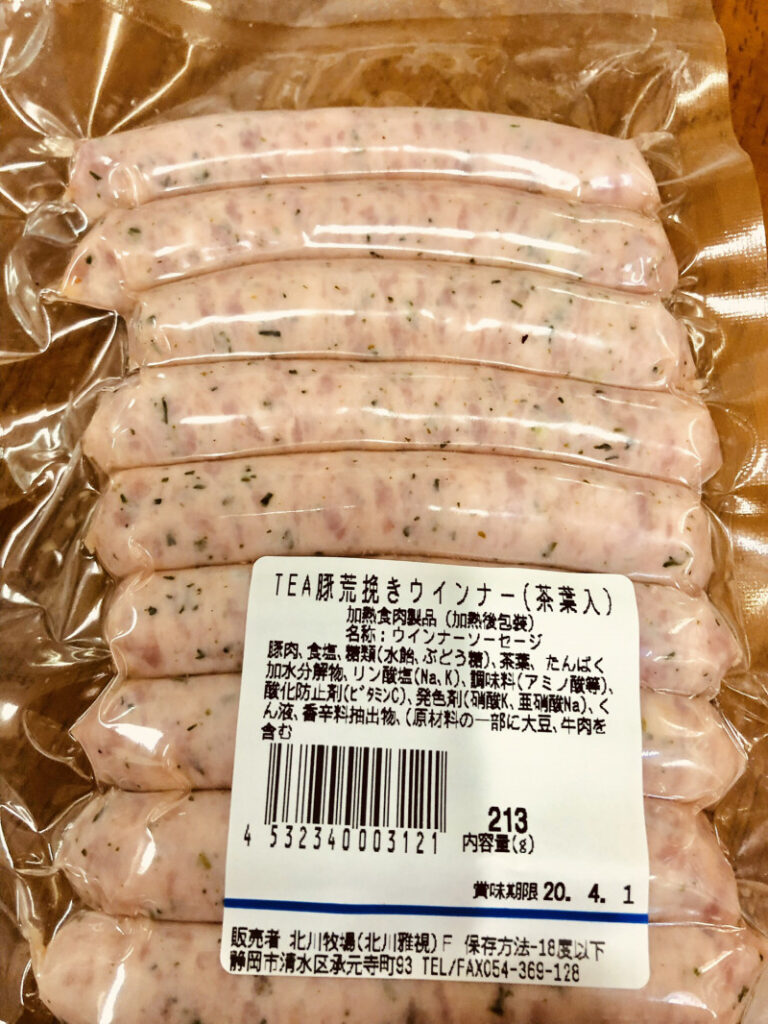 TEA豚荒挽きウインナー(茶葉入)
加熱食肉製品 (加熱後包装)
名称:ウインナーソーセージ
豚肉、食塩、糖類(水飴、ぶどう糖)、茶葉、たんぱく
加水分解物、リン酸塩(Na、K)、調味料(アミノ酸等)、
酸化防止剤(ビタミンC)、発色剤(硝酸K、亜硝酸Na)、く
ん液、香辛料抽出物、(原材料の一部に大豆、牛肉を
含む
4 532340003121
213
内容量(g)
賞味期限 20. 4. 1
販売者 北川牧場(北川雅視)F 保存方法-18度以下
静岡市清水区承元寺町93 TEL/FAX054-369-128